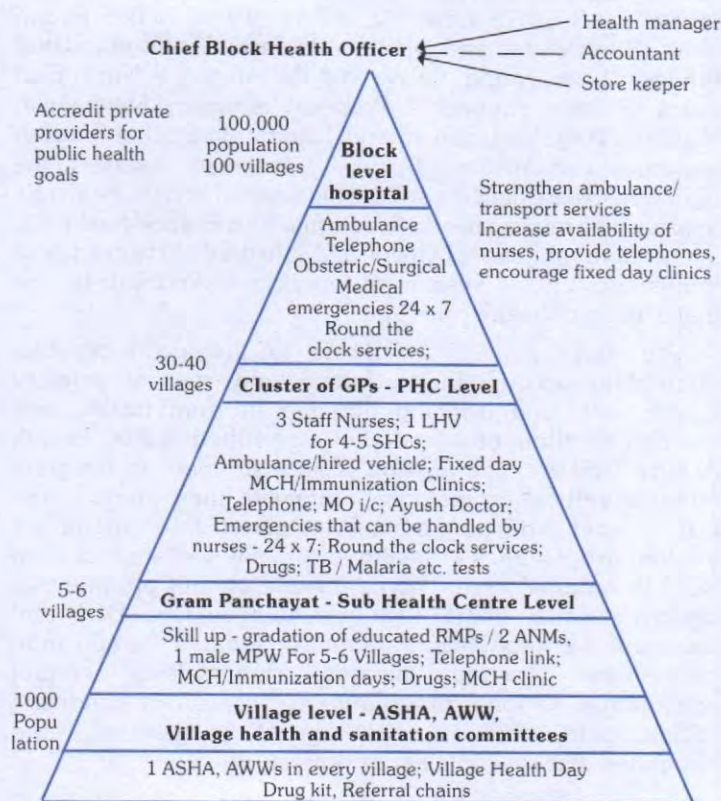 Health manager
Chief Block Health Officer
Accountant
Store keeper
Accredit private
providers for
public health
goals
100,000
population
100 villages
Block
level
hospital
Strengthen ambulance/
transport services
Increase availability of
nurses, provide telephones,
encourage fixed day clinics
Ambulance
Telephone
Obstetric/Surgical
Medical
emergencies 24 x 7
Round the
clock services;
30-40
villages
Cluster of GPs - PHC Level
3 Staff Nurses; 1 LHV
for 4-5 SHCs;
Ambulance/hired vehicle; Fixed day
MCH/Immunization Clinics;
Telephone; MO i/c; Ayush Doctor;
Emergencies that can be handled by
nurses - 24 x 7; Round the clock services;
Drugs; TB / Malaria etc. tests
5-6
villages
Gram Panchayat - Sub Health Centre Level
Skill up - gradation of educated RMPs / 2 ANMs,
1 male MPW For 5-6 Villages; Telephone link;
MCH/Immunization days; Drugs; MCH clinic
1000
Popu
lation
Village level - ASHA, AWW,
Village health and sanitation committees
1 ASHA, AWWs in every village; Village Health Day
Drug kit, Referral chains